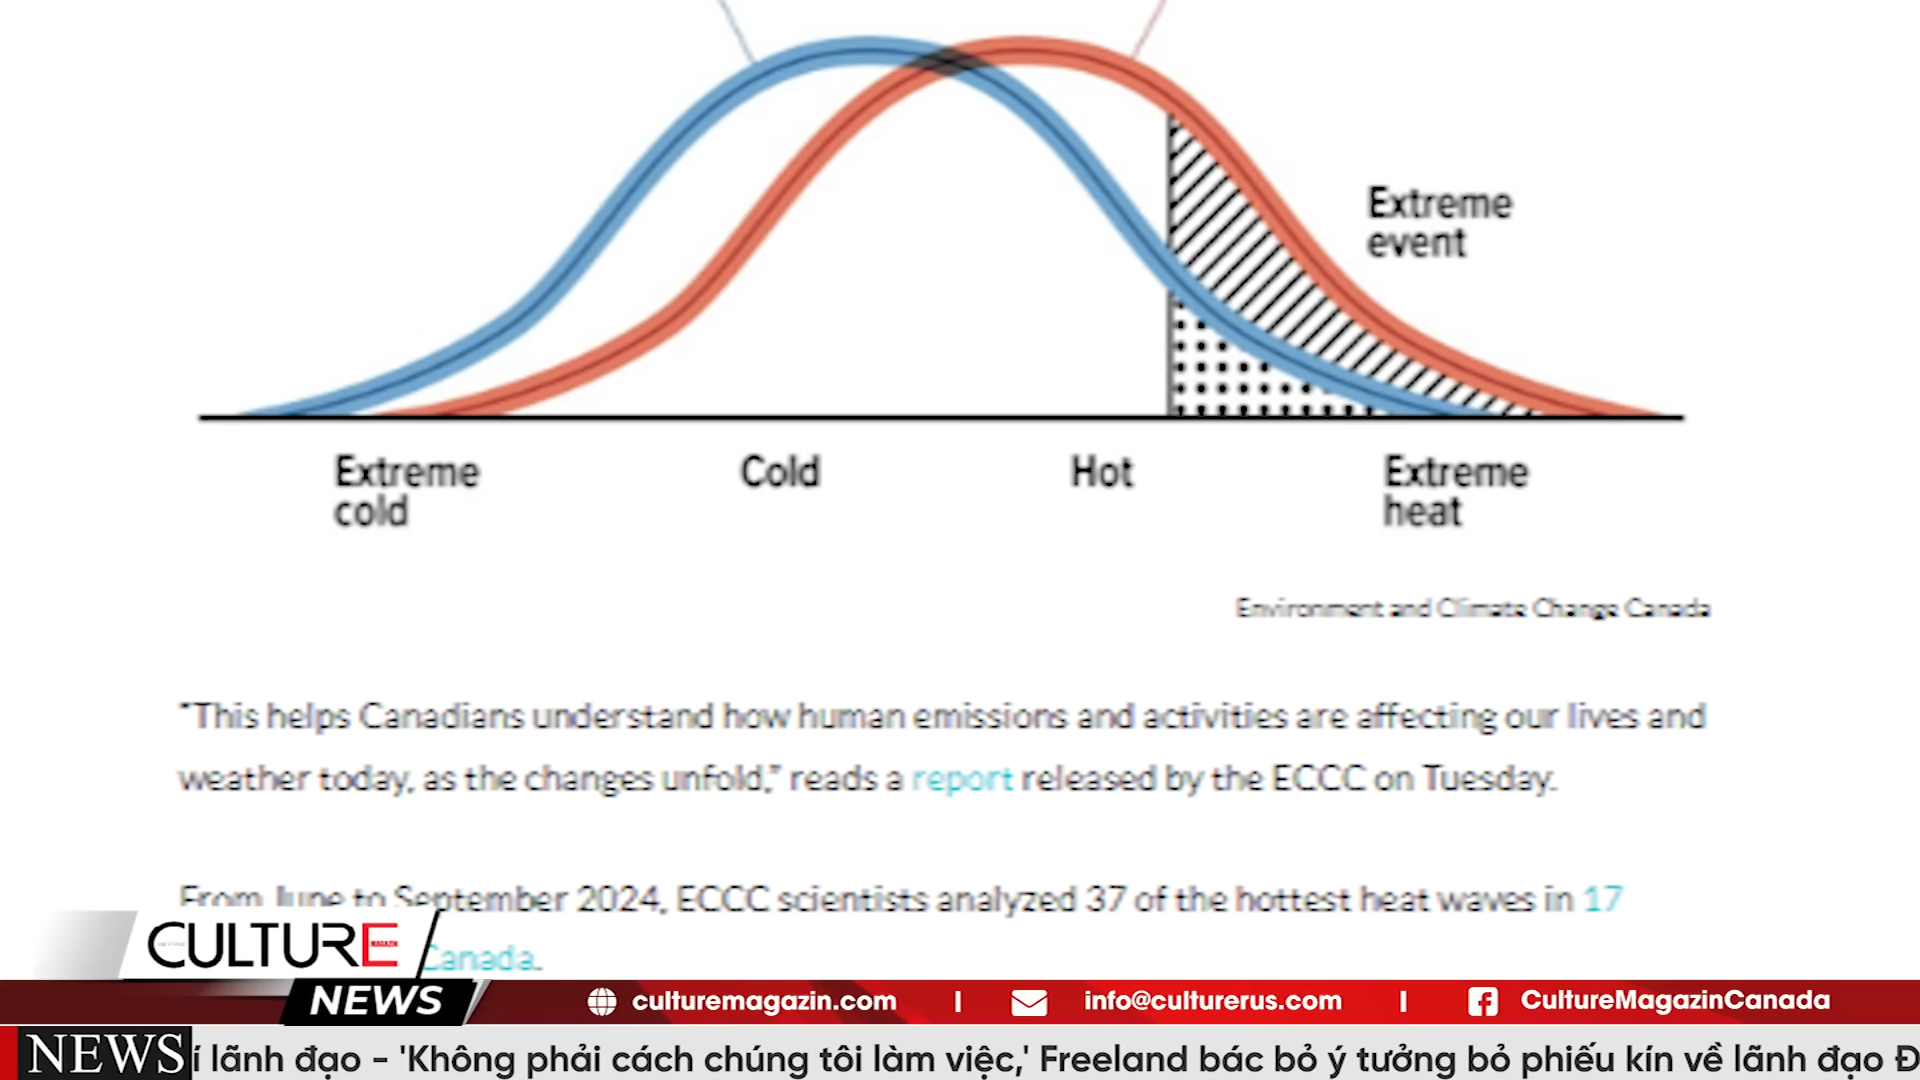 Extreme
event
Extreme
cold
Cold
Hot
Extreme
heat
Environment and Climate Change Canada
"This helps Canadians understand how human emissions and activities are affecting our lives and
weather today, as the changes unfold," reads a report released by the ECCC on Tuesday.
From June to September 2024, ECCC scientists analyzed 37 of the hottest heat waves in 17
Canada.
CULTURE
MAGAZIN
NEWS
culturemagazin.com | info@culturerus.com | CultureMagazinCanada
NEWS
í lãnh đạo - 'Không phải cách chúng tôi làm việc,' Freeland bác bỏ ý tưởng bỏ phiếu kín về lãnh đạo Đ